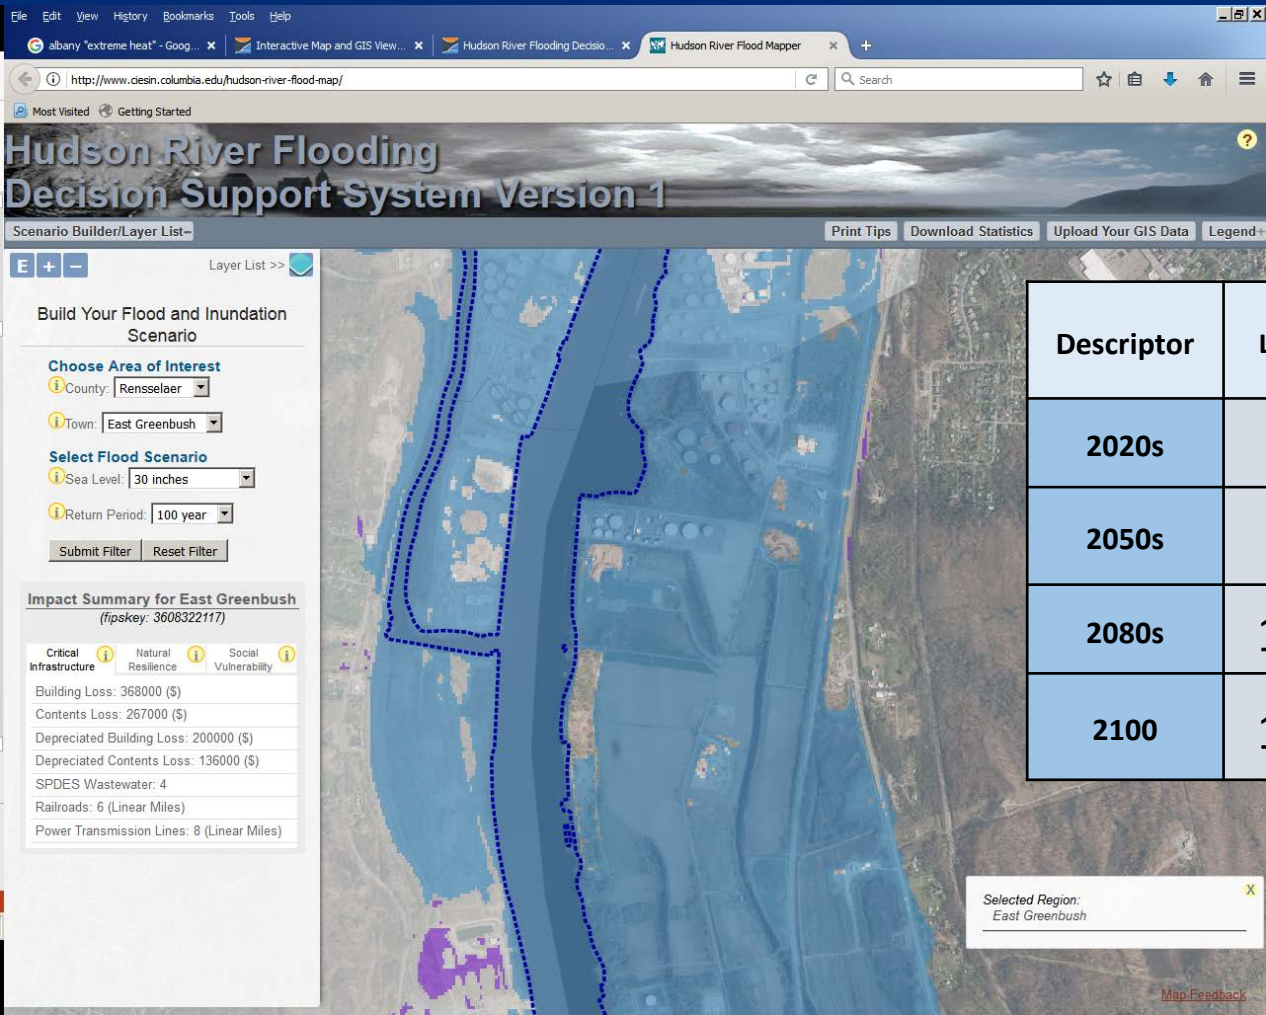 File Edit View History Bookmarks Tools Help
albany "extreme heat" - Goog...
Interactive Map and GIS View...
Hudson River Flooding Decisio...
Hudson River Flood Mapper
http://www.ciesin.columbia.edu/hudson-river-flood-map/
Search
Most Visited Getting Started
Hudson River Flooding
Decision Support System Version 1
Scenario Builder/Layer List–
Print Tips Download Statistics Upload Your GIS Data Legend+
E + –
Layer List >>
Build Your Flood and Inundation
Scenario
Choose Area of Interest
County: Rensselaer
Town: East Greenbush
Select Flood Scenario
Sea Level: 30 inches
Return Period: 100 year
Submit Filter Reset Filter
Impact Summary for East Greenbush
(fipskey: 3608322117)
Critical
Infrastructure
Natural
Resilience
Social
Vulnerability
Building Loss: 368000 ($)
Contents Loss: 267000 ($)
Depreciated Building Loss: 200000 ($)
Depreciated Contents Loss: 136000 ($)
SPDES Wastewater: 4
Railroads: 6 (Linear Miles)
Power Transmission Lines: 8 (Linear Miles)
Descriptor
2020s
2050s
2080s
2100
Selected Region:
East Greenbush
X
Map Feedback